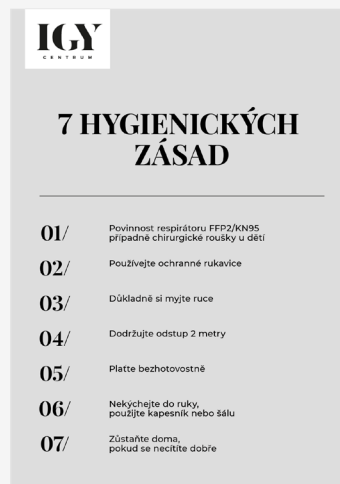 IGY
CENTRUM
7 HYGIENICKÝCH
ZÁSAD
01/ Povinnost respirátoru FFP2/KN95
případně chirurgické roušky u dětí
02/ Používejte ochranné rukavice
03/ Důkladně si myjte ruce
04/ Dodržujte odstup 2 metry
05/ Plaťte bezhotovostně
06/ Nekýchejte do ruky,
použijte kapesník nebo šálu
07/ Zůstaňte doma,
pokud se necítíte dobře